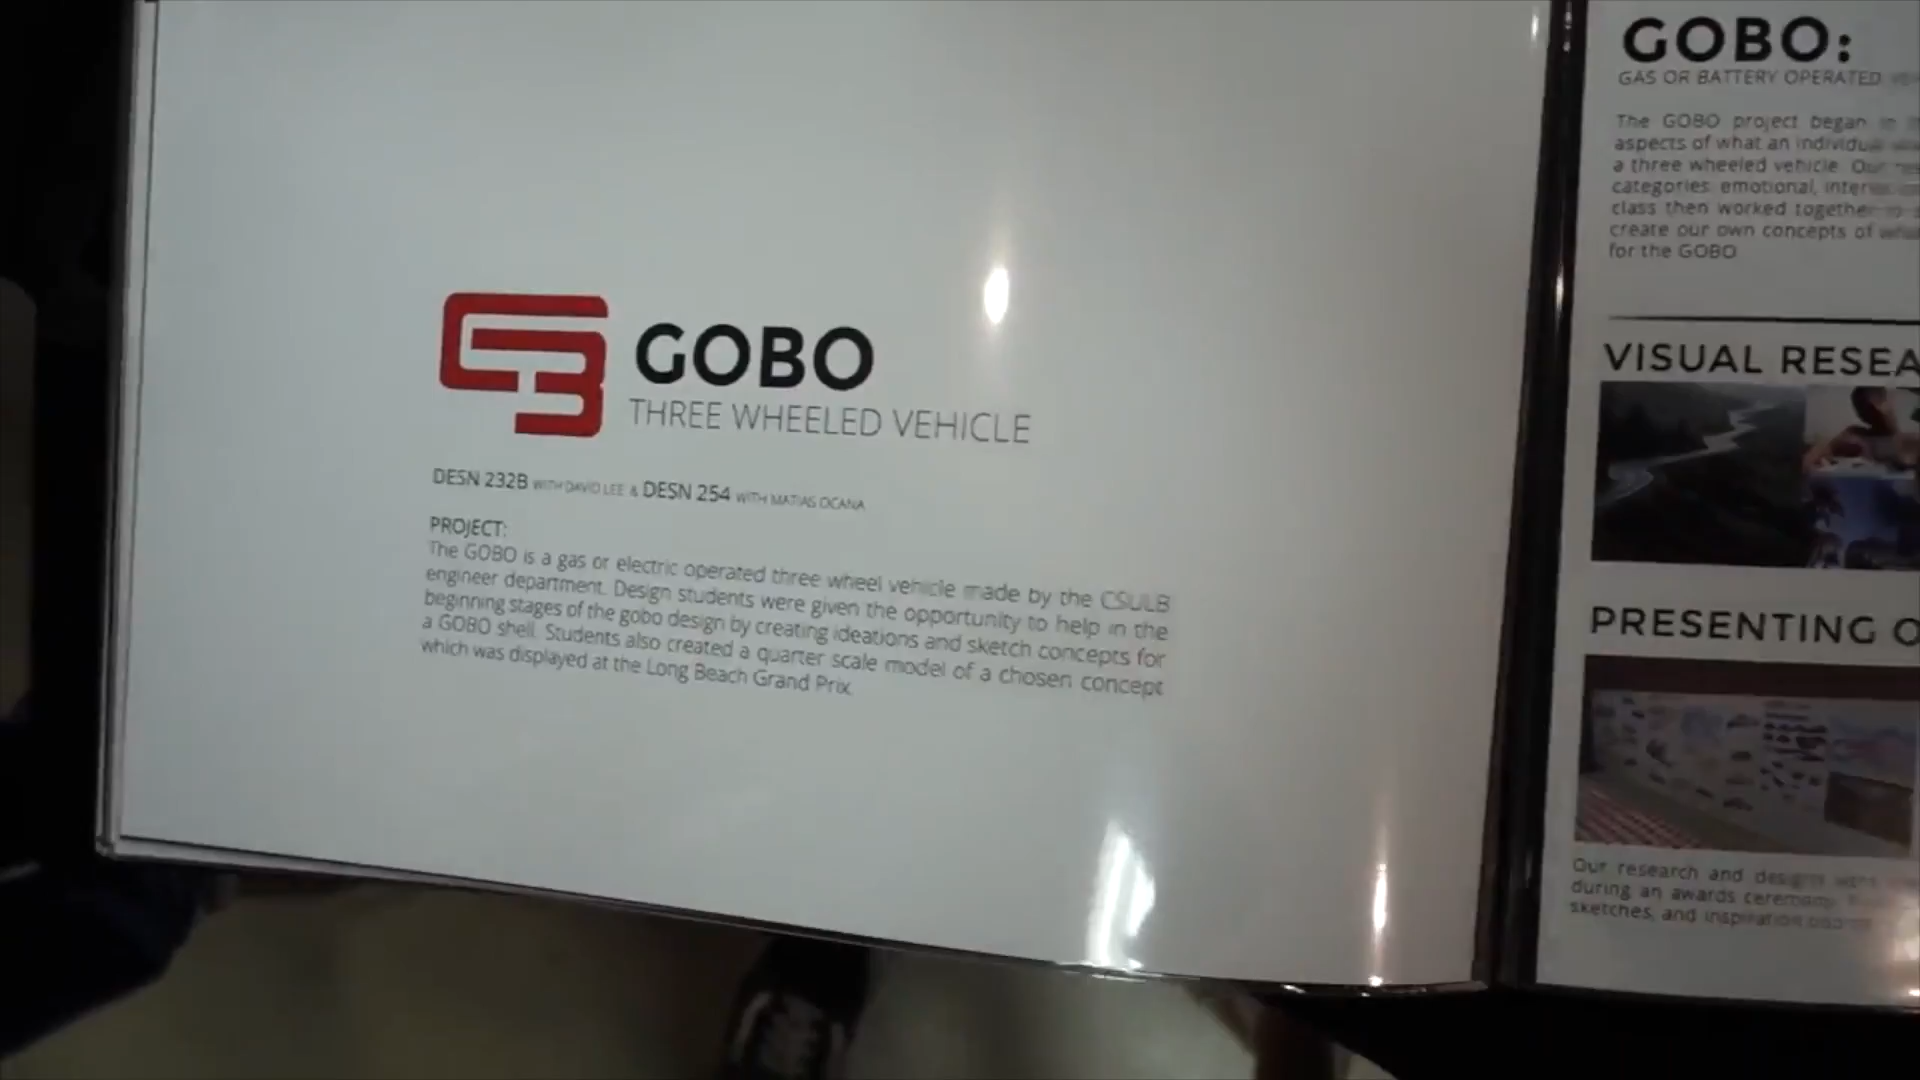 GOBO
THREE WHEELED VEHICLE
DESN 232B WITH DAVID LEE & DESN 254 WITH MATIAS OCANA
PROJECT:
The GOBO is a gas or electric operated three wheel vehicle made by the CSULB
engineer department. Design students were given the opportunity to help in the
beginning stages of the gobo design by creating ideations and sketch concepts for
a GOBO shell. Students also created a quarter scale model of a chosen concept
which was displayed at the Long Beach Grand Prix.
GOBO:
GAS OR BATTERY OPERATED
The GOBO project began
aspects of what an
a three wheeled vehicle.
categories: emotional,
class then worked together
create our own concepts of
for the GOBO
VISUAL RESEA
PRESENTING O
Our research and designs
during an awards ceremony.
sketches, and inspiration